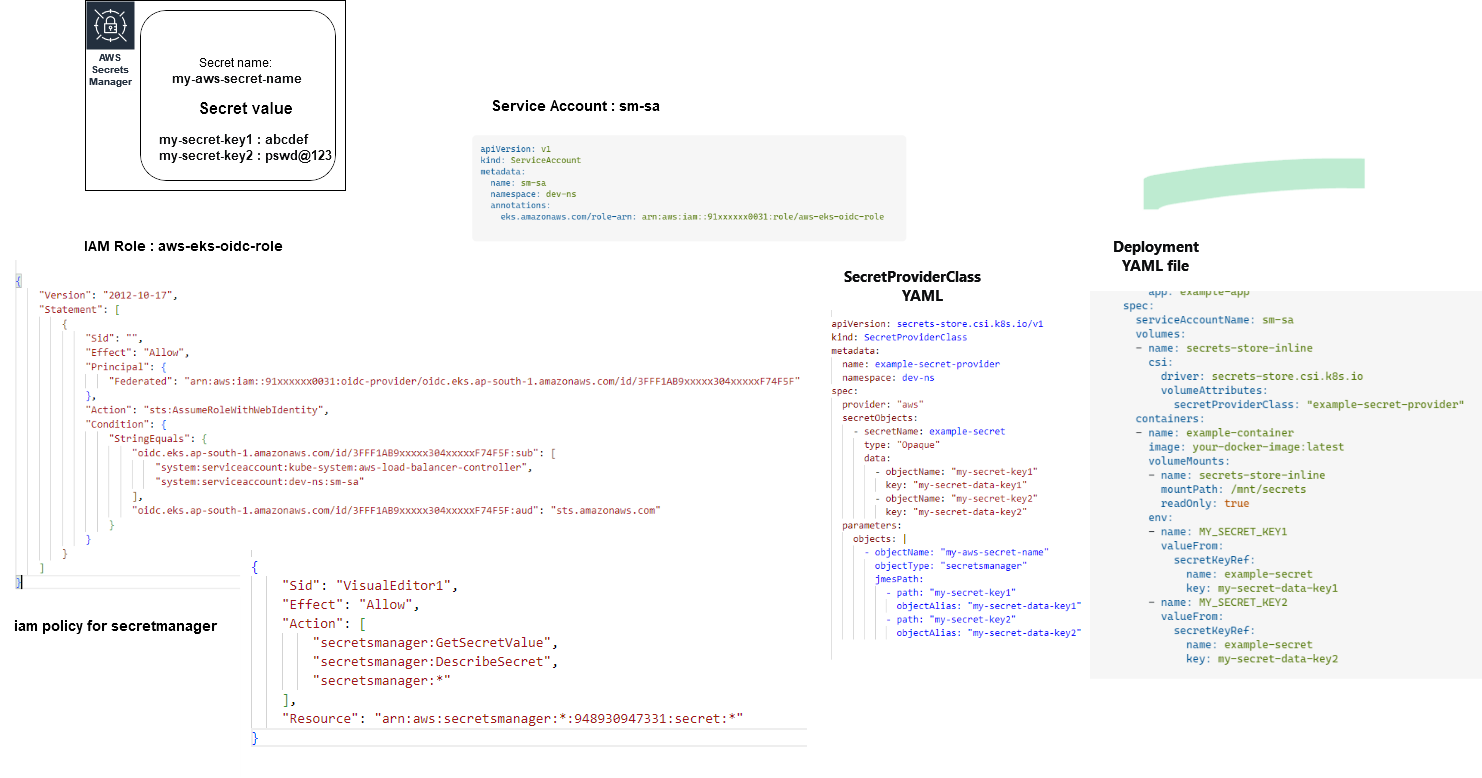 AWS
Secrets
Manager
Secret name:
my-aws-secret-name
Secret value
my-secret-key1 : abcdef
my-secret-key2 : pswd@123
Service Account : sm-sa
apiVersion: v1
kind: ServiceAccount
metadata:
  name: sm-sa
  namespace: dev-ns
  annotations:
    eks.amazonaws.com/role-arn: arn:aws:iam::91xxxxxx0031:role/aws-eks-oidc-role
IAM Role : aws-eks-oidc-role
{
    "Version": "2012-10-17",
    "Statement": [
        {
            "Sid": "",
            "Effect": "Allow",
            "Principal": {
                "Federated": "arn:aws:iam::91xxxxxx0031:oidc-provider/oidc.eks.ap-south-1.amazonaws.com/id/3FFF1AB9xxxxx304xxxxxF74F5F"
            },
            "Action": "sts:AssumeRoleWithWebIdentity",
            "Condition": {
                "StringEquals": {
                    "oidc.eks.ap-south-1.amazonaws.com/id/3FFF1AB9xxxxx304xxxxxF74F5F:sub": [
                        "system:serviceaccount:kube-system:aws-load-balancer-controller",
                        "system:serviceaccount:dev-ns:sm-sa"
                    ],
                    "oidc.eks.ap-south-1.amazonaws.com/id/3FFF1AB9xxxxx304xxxxxF74F5F:aud": "sts.amazonaws.com"
                }
            }
        }
    ]
}
iam policy for secretmanager
{
    "Sid": "VisualEditor1",
    "Effect": "Allow",
    "Action": [
        "secretsmanager:GetSecretValue",
        "secretsmanager:DescribeSecret",
        "secretsmanager:*"
    ],
    "Resource": "arn:aws:secretsmanager:*:948930947331:secret:*"
}
SecretProviderClass
YAML
apiVersion: secrets-store.csi.k8s.io/v1
kind: SecretProviderClass
metadata:
  name: example-secret-provider
  namespace: dev-ns
spec:
  provider: "aws"
  secretObjects:
    - secretName: example-secret
      type: "Opaque"
      data:
        - objectName: "my-secret-key1"
          key: "my-secret-data-key1"
        - objectName: "my-secret-key2"
          key: "my-secret-data-key2"
  parameters:
    objects: |
      - objectName: "my-aws-secret-name"
        objectType: "secretsmanager"
        jmesPath:
          - path: "my-secret-key1"
            objectAlias: "my-secret-data-key1"
          - path: "my-secret-key2"
            objectAlias: "my-secret-data-key2"
Deployment
YAML file
    app: example-app
spec:
  serviceAccountName: sm-sa
  volumes:
  - name: secrets-store-inline
    csi:
      driver: secrets-store.csi.k8s.io
      volumeAttributes:
        secretProviderClass: "example-secret-provider"
  containers:
  - name: example-container
    image: your-docker-image:latest
    volumeMounts:
    - name: secrets-store-inline
      mountPath: /mnt/secrets
      readOnly: true
    env:
    - name: MY_SECRET_KEY1
      valueFrom:
        secretKeyRef:
          name: example-secret
          key: my-secret-data-key1
    - name: MY_SECRET_KEY2
      valueFrom:
        secretKeyRef:
          name: example-secret
          key: my-secret-data-key2